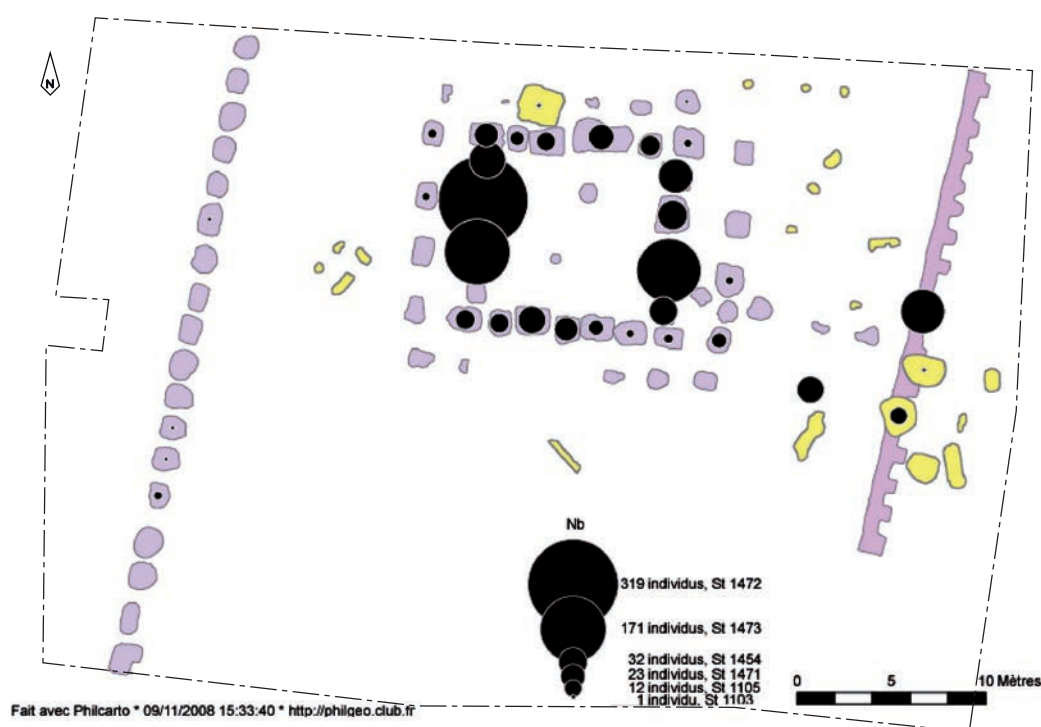 N
Nb
319 individus, St 1472
171 individus, St 1473
32 individus, St 1454
23 individus, St 1471
12 individus, St 1105
1 individu, St 1103
0 5 10 Mètres
Fait avec Philcarto * 09/11/2008 15:33:40 * http://philgeo.club.fr